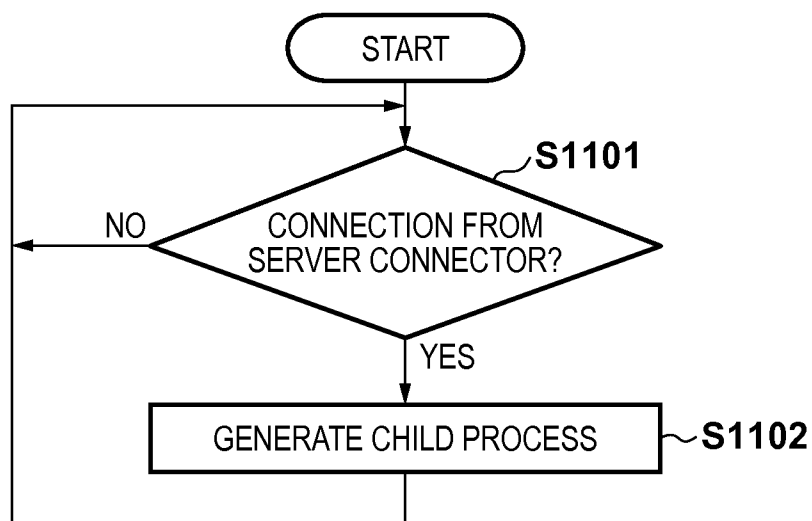 START
S1101
NO
CONNECTION FROM
SERVER CONNECTOR?
YES
GENERATE CHILD PROCESS
S1102